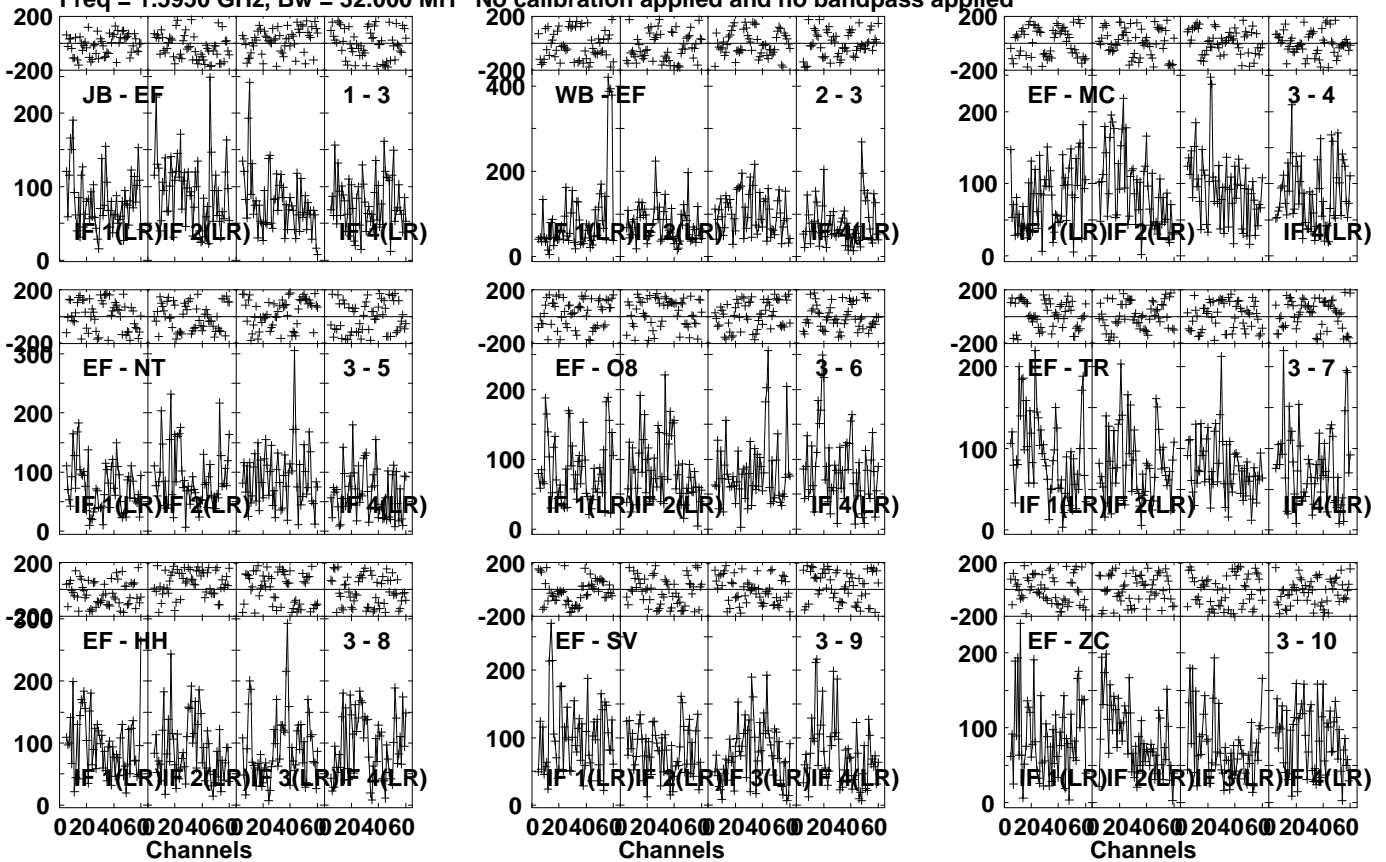 Freq = 1.5950 GHz, Bw = 32.000 MH No calibration applied and no bandpass applied
200
-200
JB - EF
1 - 3
200
100
0
IF 1(LR)
IF 2(LR)
IF 4(LR)
200
-200
WB - EF
2 - 3
400
200
0
IF 1(LR)
IF 2(LR)
IF 4(LR)
200
-200
EF - MC
3 - 4
200
100
0
IF 1(LR)
IF 2(LR)
IF 4(LR)
200
-200
EF - NT
3 - 5
300
200
100
0
IF 1(LR)
IF 2(LR)
IF 4(LR)
200
-200
EF - O8
3 - 6
200
100
0
IF 1(LR)
IF 2(LR)
IF 4(LR)
200
-200
EF - TR
3 - 7
200
100
0
IF 1(LR)
IF 2(LR)
IF 4(LR)
200
-200
EF - HH
3 - 8
300
200
100
0
IF 1(LR)
IF 2(LR)
IF 3(LR)
IF 4(LR)
0 20 40 60 0 20 40 60 0 20 40 60 0 20 40 60
Channels
200
-200
EF - SV
3 - 9
200
100
0
IF 1(LR)
IF 2(LR)
IF 3(LR)
IF 4(LR)
0 20 40 60 0 20 40 60 0 20 40 60 0 20 40 60
Channels
200
-200
EF - ZC
3 - 10
200
100
0
IF 1(LR)
IF 2(LR)
IF 3(LR)
IF 4(LR)
0 20 40 60 0 20 40 60 0 20 40 60 0 20 40 60
Channels